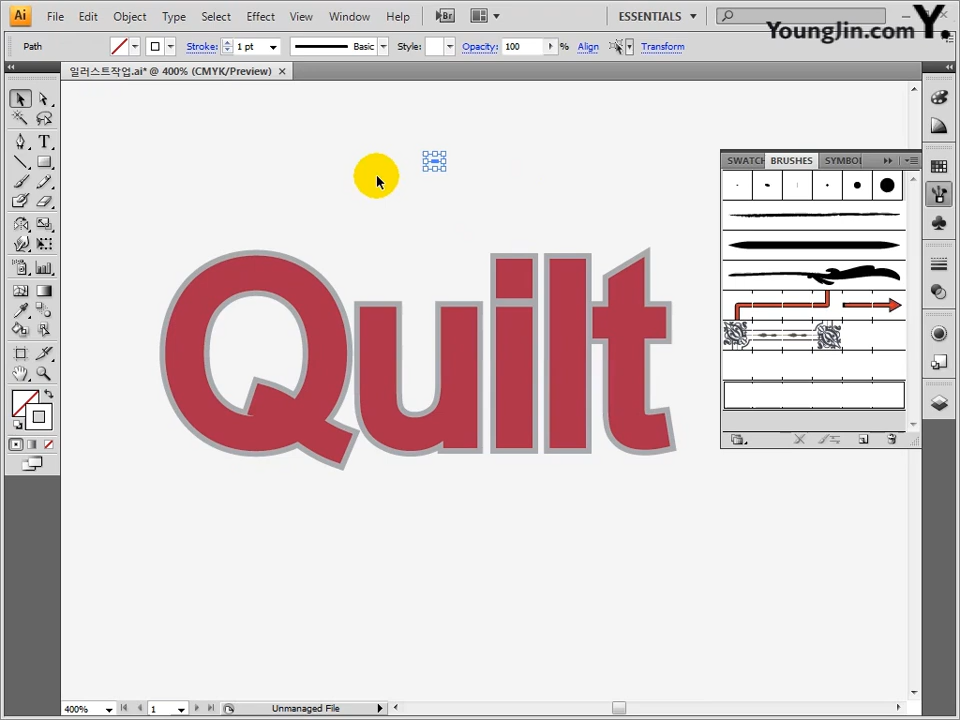 Ai File Edit Object Type Select Effect View Window Help Br ESSENTIALS
YoungJin.com Y.
Path Stroke: 1 pt Basic Style: Opacity: 100 % Align Transform
일러스트작업.ai* @ 400% (CMYK/Preview)
SWATCH BRUSHES SYMBOL
Quilt
400% 1 Unmanaged File